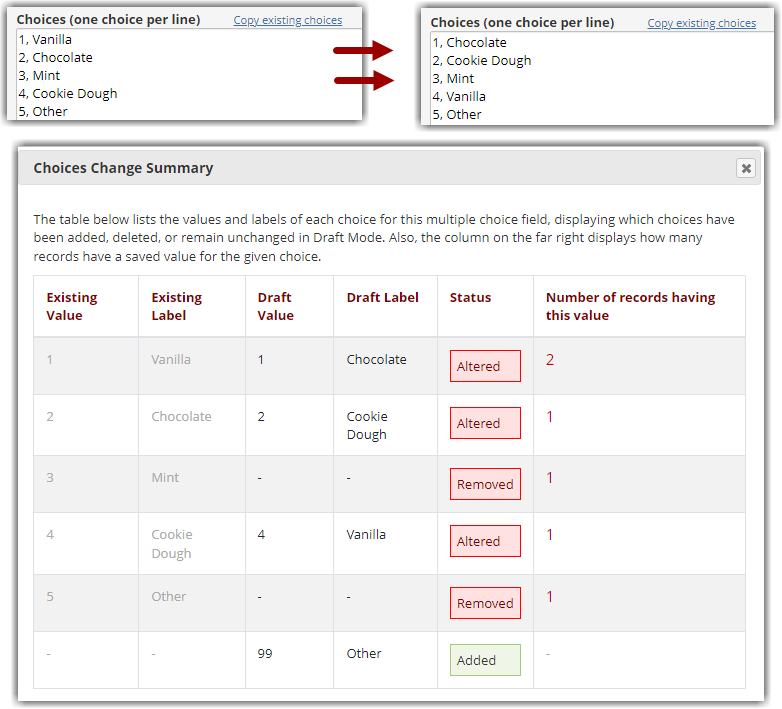 Choices (one choice per line) Copy existing choices
1, Vanilla
2, Chocolate
3, Mint
4, Cookie Dough
5, Other
Choices (one choice per line) Copy existing choices
1, Chocolate
2, Cookie Dough
3, Mint
4, Vanilla
5, Other
Choices Change Summary
The table below lists the values and labels of each choice for this multiple choice field, displaying which choices have
been added, deleted, or remain unchanged in Draft Mode. Also, the column on the far right displays how many
records have a saved value for the given choice.
Existing Value Existing Label Draft Value Draft Label Status Number of records having this value
1 Vanilla 1 Chocolate Altered 2
2 Chocolate 2 Cookie Dough Altered 1
3 Mint - - Removed 1
4 Cookie Dough 4 Vanilla Altered 1
5 Other - - Removed 1
- - 99 Other Added -